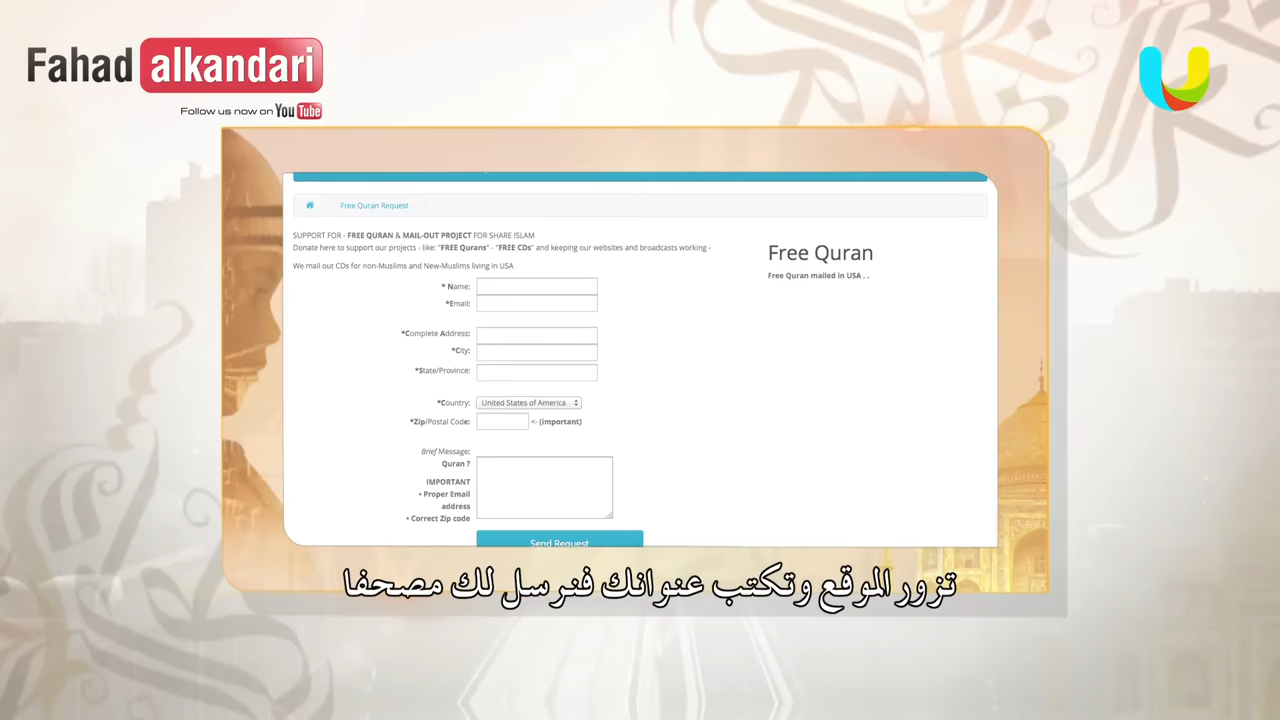 Fahad alkandari
Follow us now on YouTube
Free Quran Request
SUPPORT FOR - FREE QURAN & MAIL-OUT PROJECT FOR SHARE ISLAM
Donate here to support our projects - like: "FREE Qurans" - "FREE CDs" and keeping our websites and broadcasts working -
We mail out CDs for non-Muslims and New-Muslims living in USA
Free Quran
Free Quran mailed in USA . .
* Name:
*Email:
*Complete Address:
*City:
*State/Province:
*Country: United States of America
*Zip/Postal Code: <- (important)
Brief Message:
Quran ?
IMPORTANT
• Proper Email
address
• Correct Zip code
Send Request
تزور الموقع وتكتب عنوانك فنرسل لك مصحفا